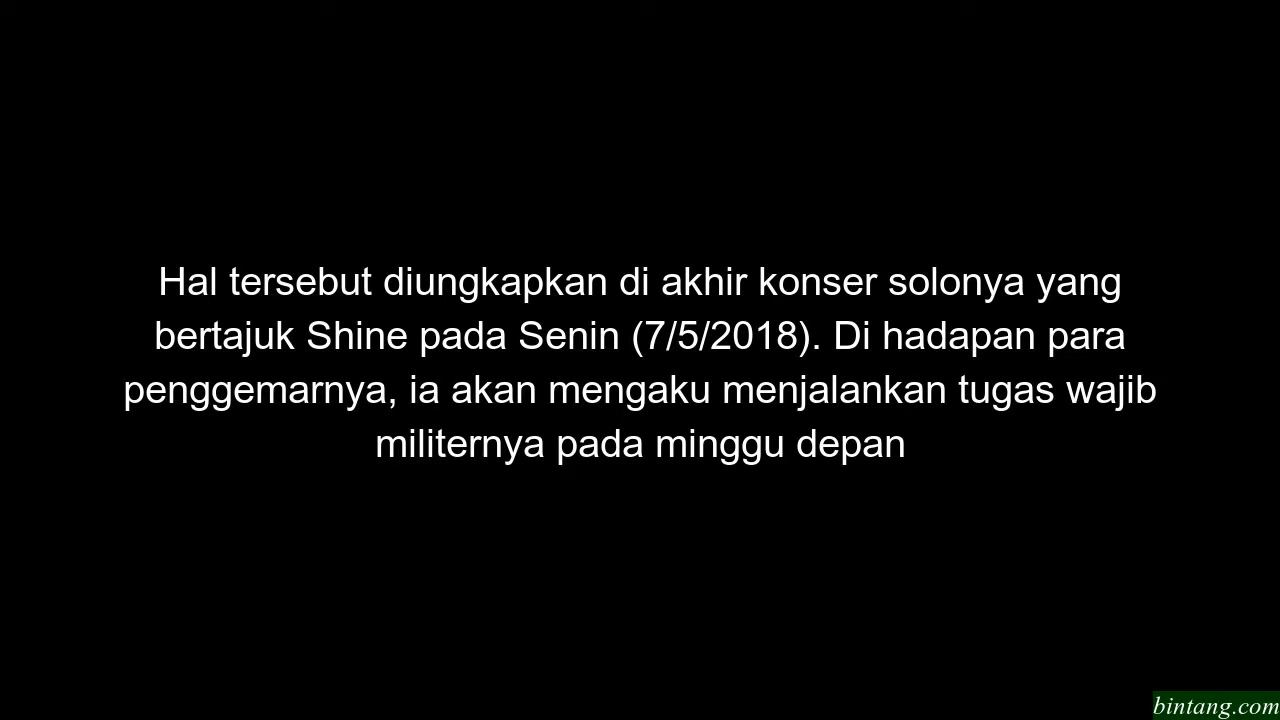 Hal tersebut diungkapkan di akhir konser solonya yang
bertajuk Shine pada Senin (7/5/2018). Di hadapan para
penggemarnya, ia akan mengaku menjalankan tugas wajib
militernya pada minggu depan
bintang.com